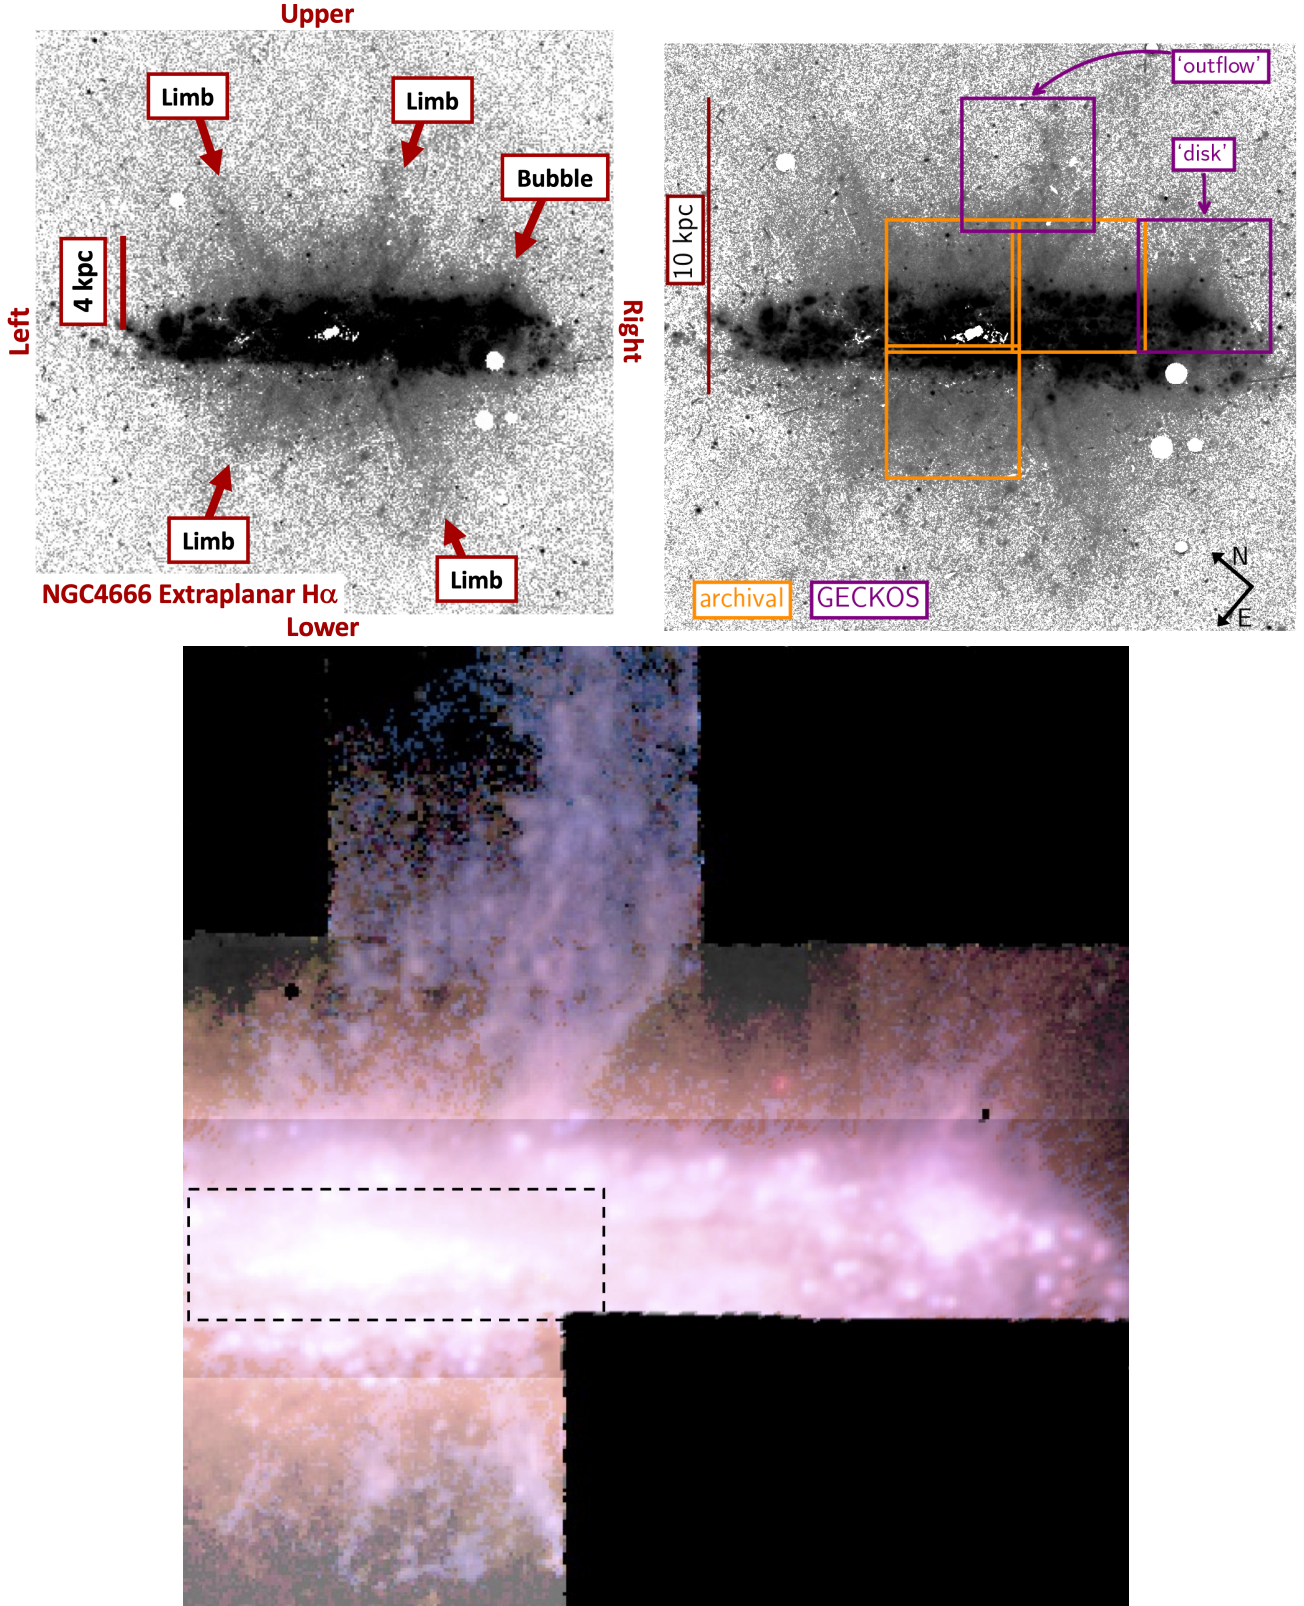 Upper
Limb
Limb
Bubble
4 kpc
Left
Right
Limb
Limb
NGC4666 Extraplanar Hα
Lower
'outflow'
'disk'
10 kpc
N
E
archival
GECKOS